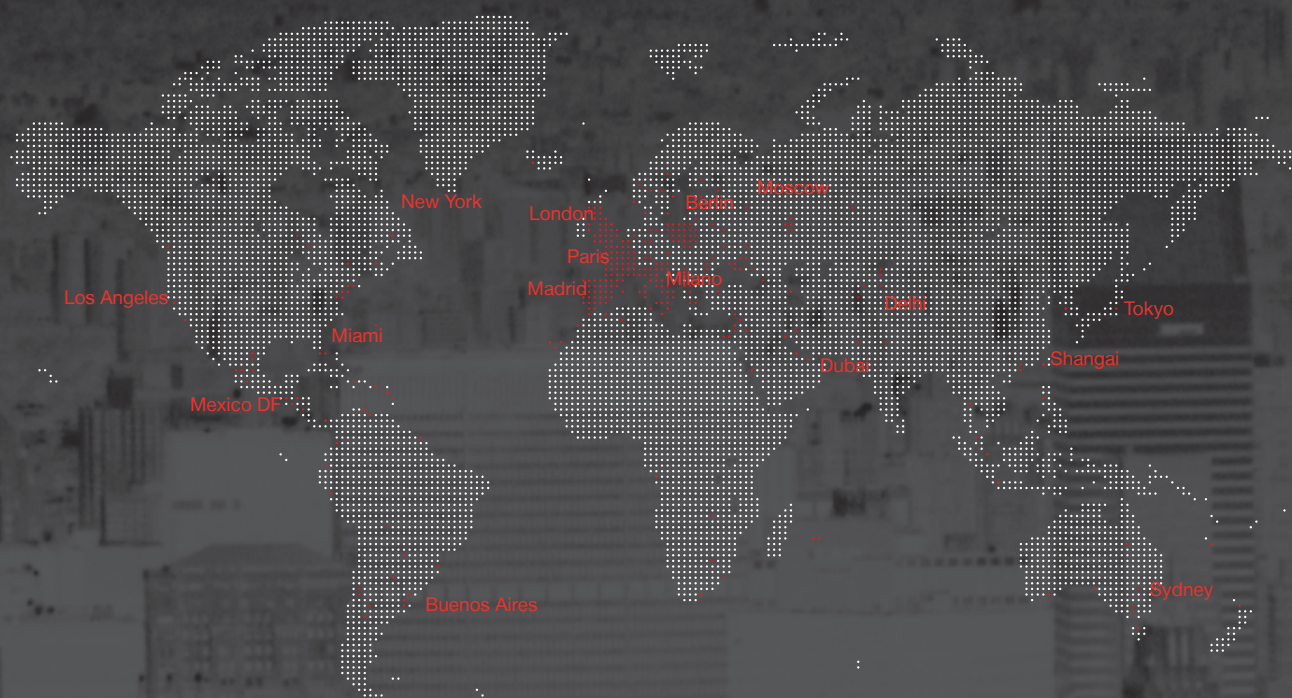 Moscow
New York
Berlin
London
Paris
Milano
Madrid
Los Angeles
Delhi
Tokyo
Miami
Shangai
Dubai
Mexico DF
Sydney
Buenos Aires